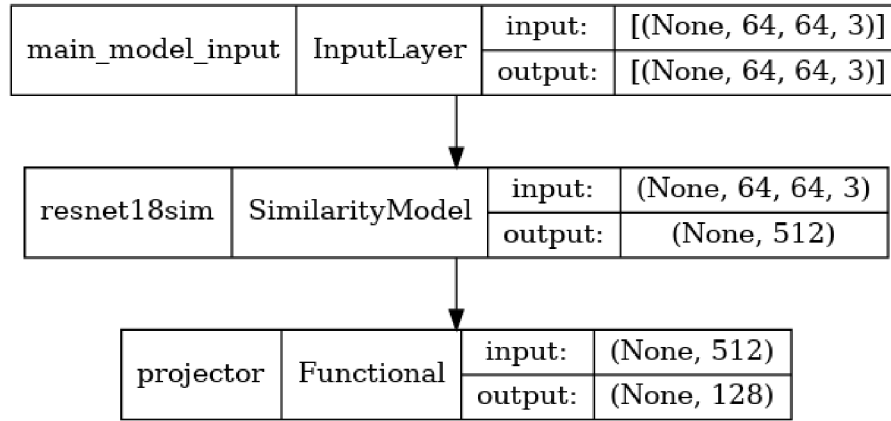 main_model_input InputLayer input: [(None, 64, 64, 3)]
output: [(None, 64, 64, 3)]
resnet18sim SimilarityModel input: (None, 64, 64, 3)
output: (None, 512)
projector Functional input: (None, 512)
output: (None, 128)